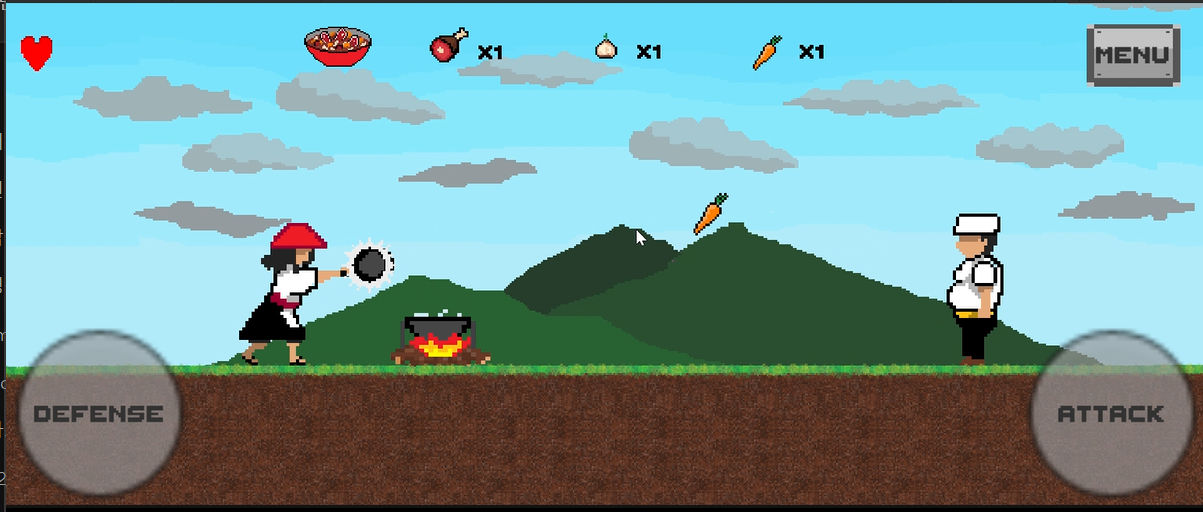 X1
X1
X1
MENU
DEFENSE
ATTACK